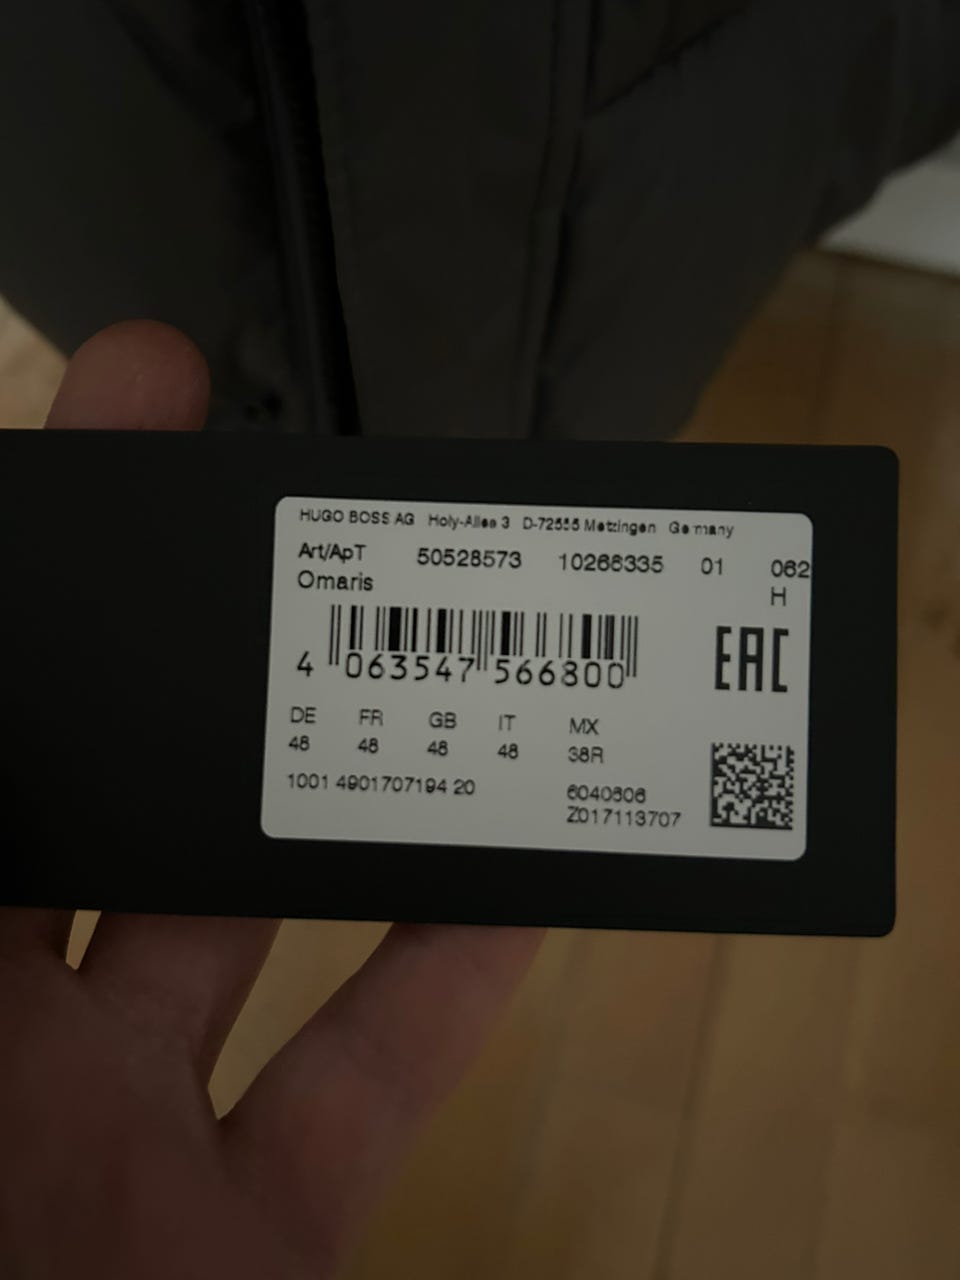 HUGO BOSS AG Holy-Allee 3 D-72555 Metzingen Germany
Art/ApT 50528573 10266335 01 062
Omaris H
4 063547 566800
EAC
DE FR GB IT MX
48 48 48 48 38R
1001 4901707194 20
6040606
Z017113707